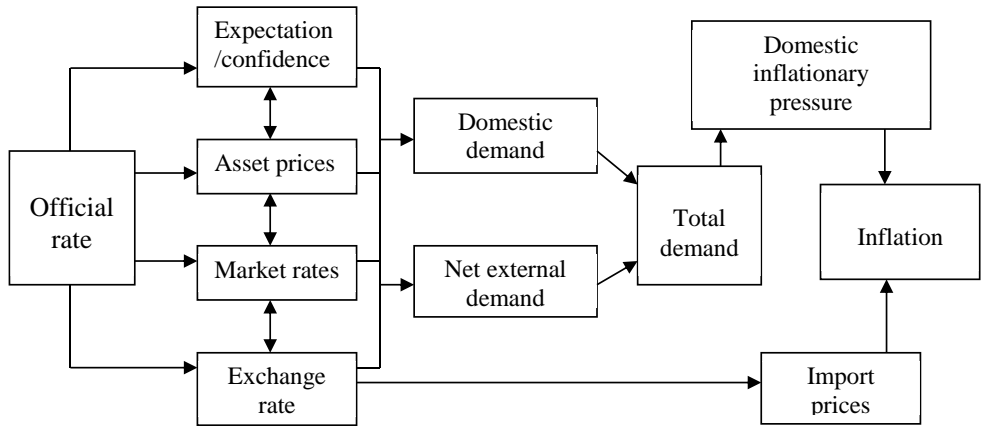 Official
rate
Expectation
/confidence
Asset prices
Market rates
Exchange
rate
Domestic
demand
Net external
demand
Total
demand
Domestic
inflationary
pressure
Inflation
Import
prices